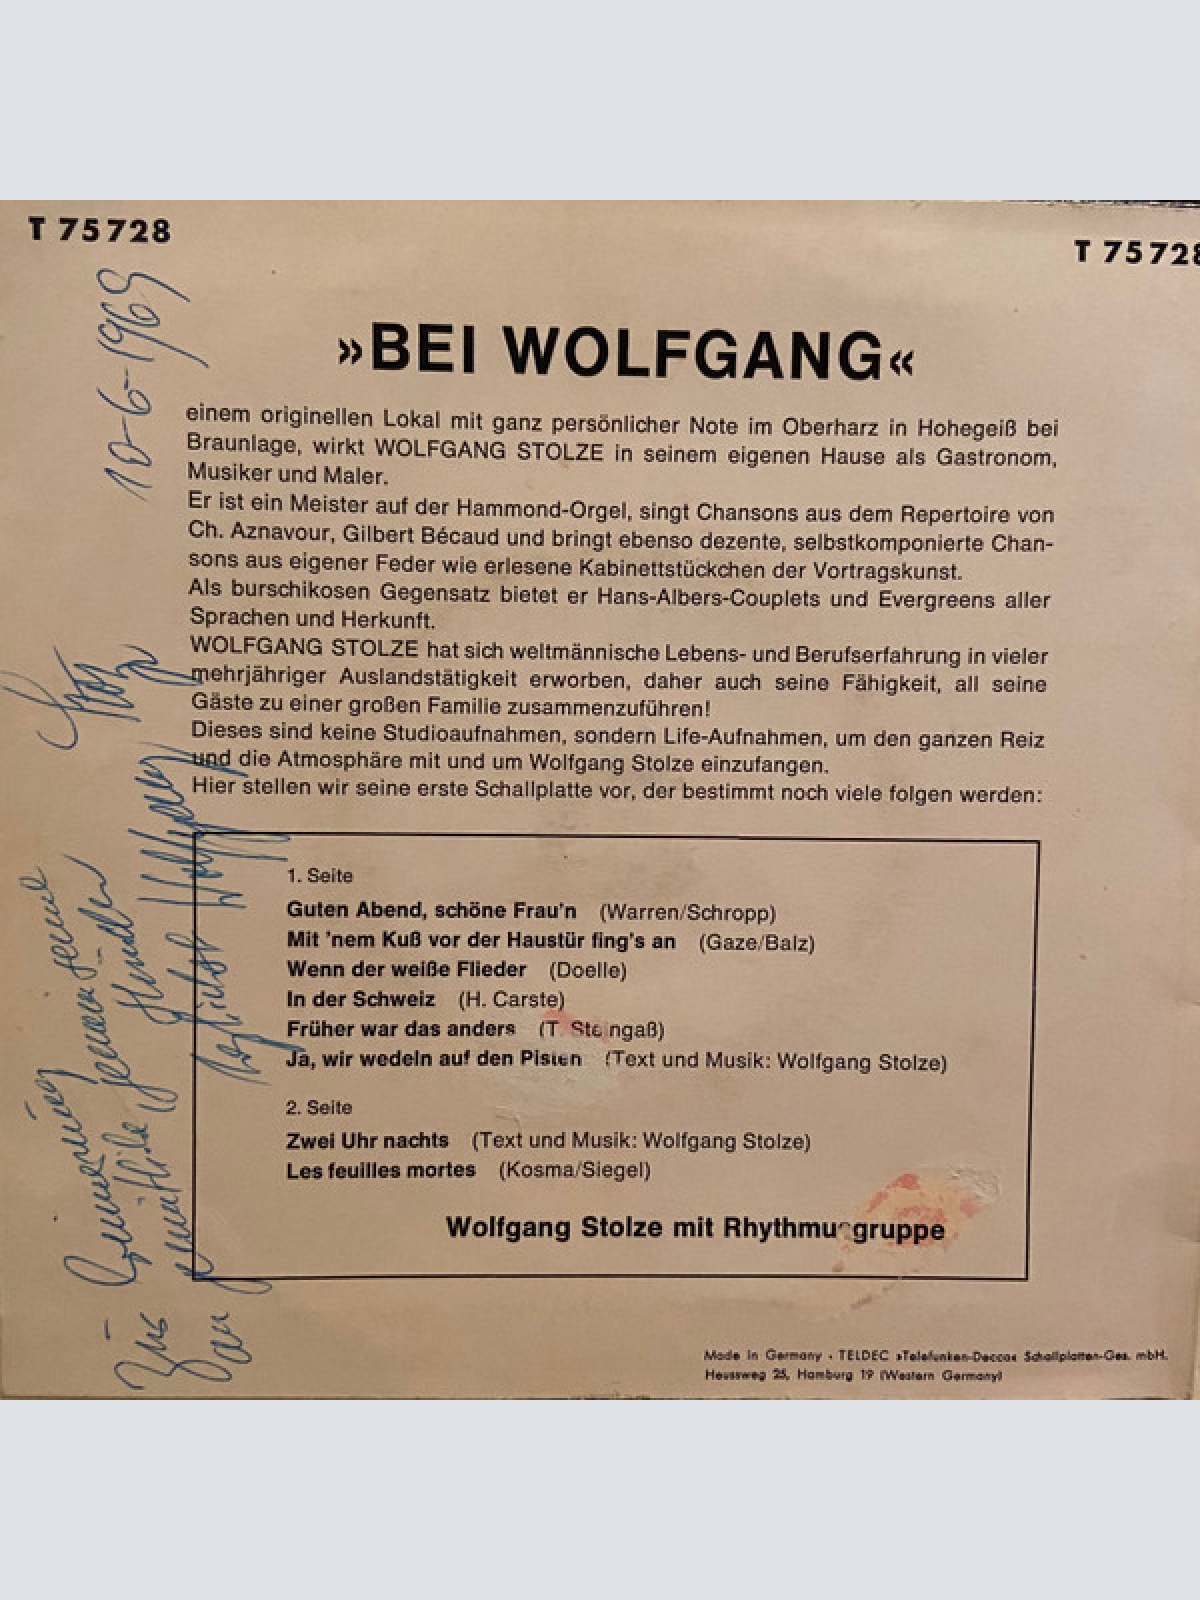 T 75728
T 75728
»BEI WOLFGANG«
einem originellen Lokal mit ganz persönlicher Note im Oberharz in Hohegeiß bei
Braunlage, wirkt WOLFGANG STOLZE in seinem eigenen Hause als Gastronom,
Musiker und Maler.
Er ist ein Meister auf der Hammond-Orgel, singt Chansons aus dem Repertoire von
Ch. Aznavour, Gilbert Bécaud und bringt ebenso dezente, selbstkomponierte Chan-
sons aus eigener Feder wie erlesene Kabinettstückchen der Vortragskunst.
Als burschikosen Gegensatz bietet er Hans-Albers-Couplets und Evergreens aller
Sprachen und Herkunft.
WOLFGANG STOLZE hat sich weltmännische Lebens- und Berufserfahrung in vieler
mehrjähriger Auslandstätigkeit erworben, daher auch seine Fähigkeit, all seine
Gäste zu einer großen Familie zusammenzuführen!
Dieses sind keine Studioaufnahmen, sondern Life-Aufnahmen, um den ganzen Reiz
und die Atmosphäre mit und um Wolfgang Stolze einzufangen.
Hier stellen wir seine erste Schallplatte vor, der bestimmt noch viele folgen werden:
1. Seite
Guten Abend, schöne Frau'n (Warren/Schropp)
Mit 'nem Kuß vor der Haustür fing's an (Gaze/Balz)
Wenn der weiße Flieder (Doelle)
In der Schweiz (H. Carste)
Früher war das anders (T. Steingaß)
Ja, wir wedeln auf den Pisten (Text und Musik: Wolfgang Stolze)
2. Seite
Zwei Uhr nachts (Text und Musik: Wolfgang Stolze)
Les feuilles mortes (Kosma/Siegel)
Wolfgang Stolze mit Rhythmusgruppe
Made in Germany · TELDEC »Telefunken-Decca« Schallplatten-Ges. mbH.
Heussweg 25, Hamburg 19 (Western Germany)
10-6-1969
Zur Erinnerung
Wolfgang